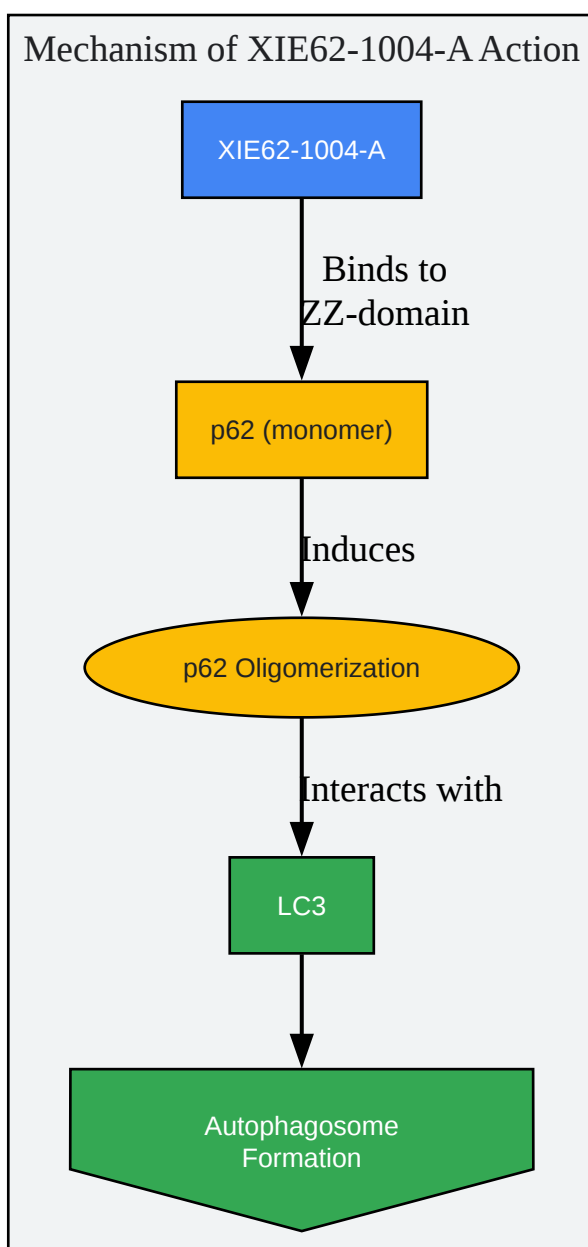 Mechanism of XIE62-1004-A Action
XIE62-1004-A
Binds to
ZZ-domain
p62 (monomer)
Induces
p62 Oligomerization
Interacts with
LC3
Autophagosome
Formation